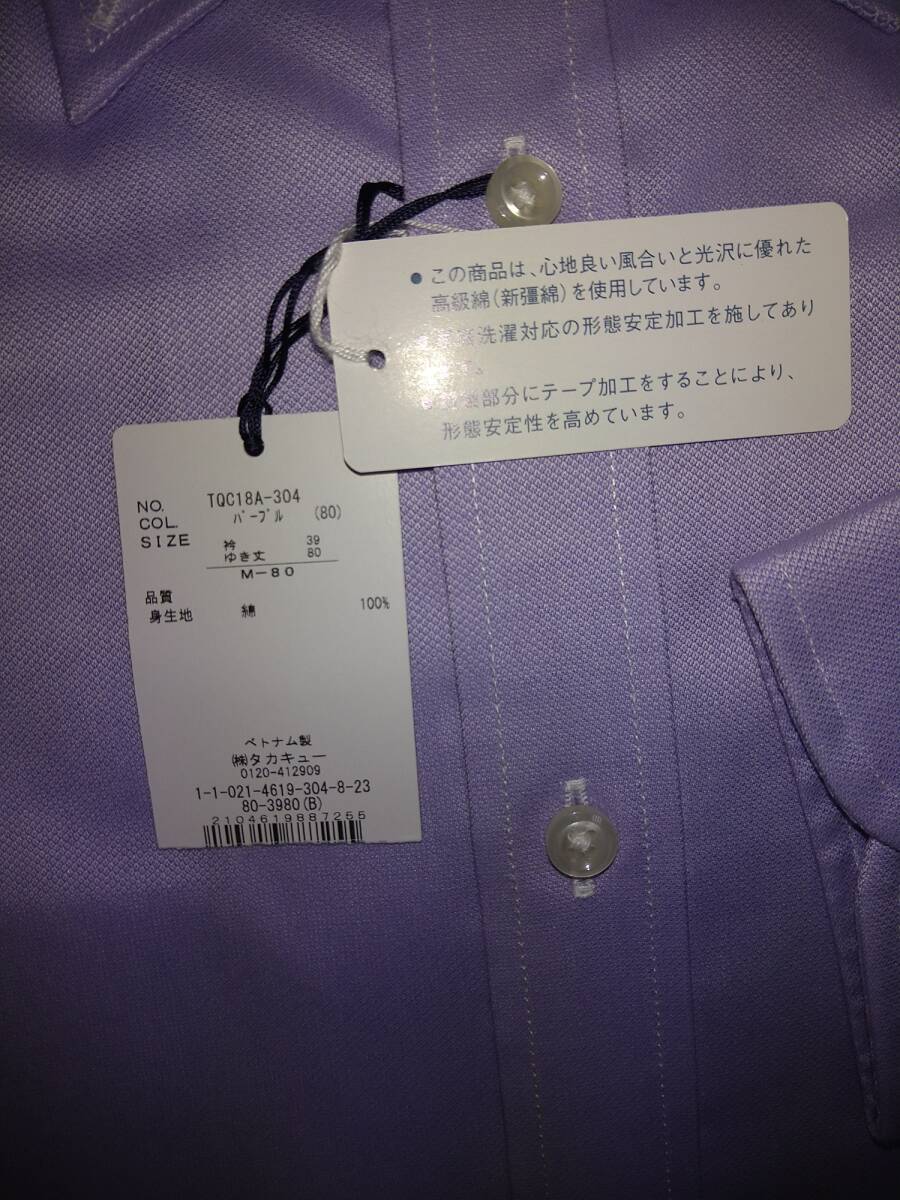 ● この商品は、心地良い風合いと光沢に優れた
高級綿(新彊綿)を使用しています。
洗濯対応の形態安定加工を施してあり
部分にテープ加工をすることにより、
形態安定性を高めています。
NO. TQC18A-304
COL. パープル (80)
SIZE 衿 39
ゆき丈 80
M-80
品質
身生地 綿 100%
ベトナム製
㈱タカキュー
0120-412909
1-1-021-4619-304-8-23
80-3980(B)
2104619887255